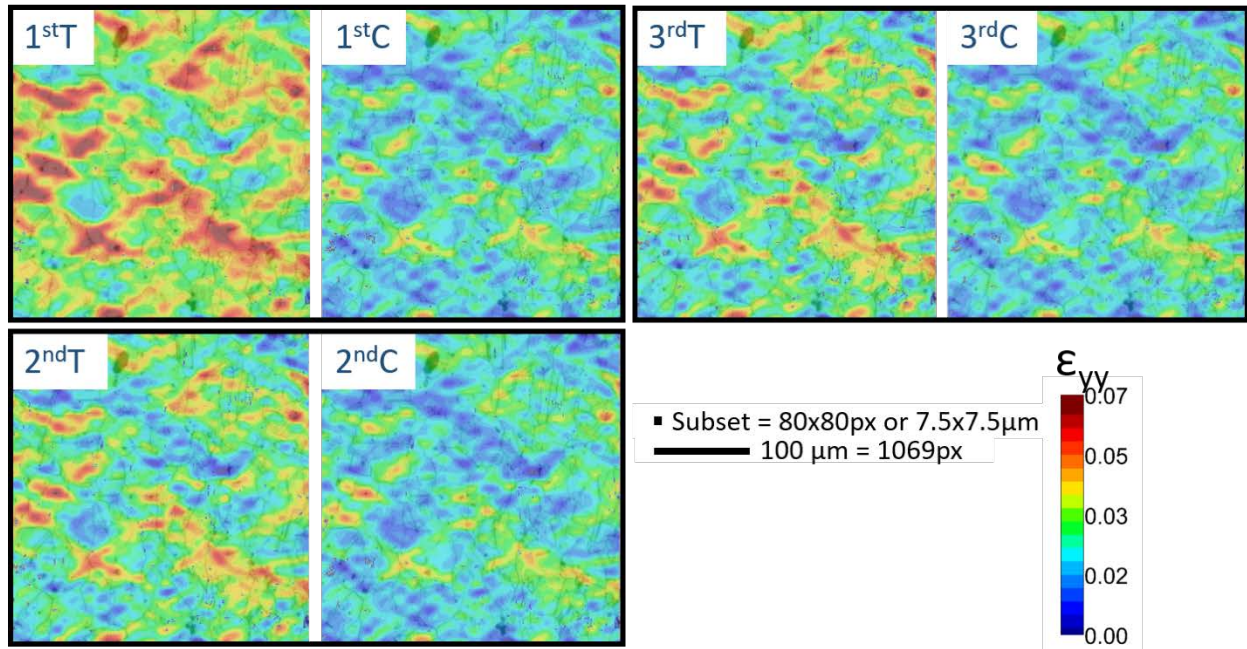 1stT
1stC
3rdT
3rdC
2ndT
2ndC
Subset = 80x80px or 7.5x7.5µm
100 µm = 1069px
εyy
0.07
0.05
0.03
0.02
0.00